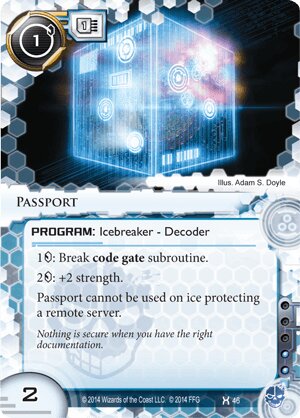 1
1
Illus. Adam S. Doyle
PASSPORT
PROGRAM: Icebreaker - Decoder
1: Break code gate subroutine.
2: +2 strength.
Passport cannot be used on ice protecting
a remote server.
Nothing is secure when you have the right
documentation.
2
© 2014 Wizards of the Coast LLC. © 2014 FFG
46